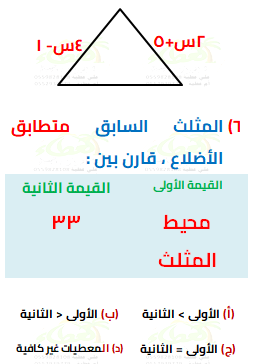 ٢س+٥
٤س- ١
٦) المثلث السابق متطابق
الأضلاع ، قارن بين :
القيمة الأولى
القيمة الثانية
محيط
المثلث
٣٣
(أ) الأولى > الثانية
(ب) الأولى < الثانية
(ج) الأولى = الثانية
(د) المعطيات غير كافية